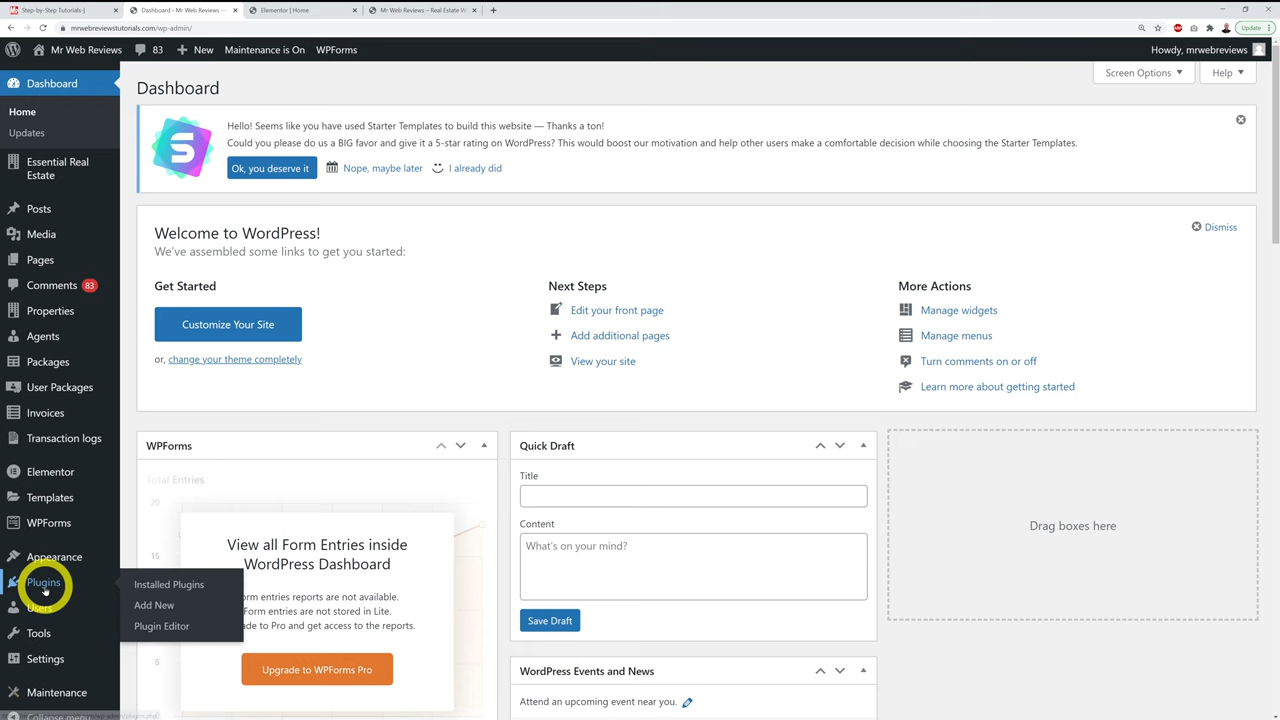 Step-by-Step Tutorials |
Dashboard ‹ Mr Web Reviews —
Elementor | Home
Mr Web Reviews – Real Estate W
mrwebreviewstutorials.com/wp-admin/
Update
Mr Web Reviews
83
New
Maintenance is On
WPForms
Howdy, mrwebreviews
Dashboard
Home
Updates
Essential Real
Estate
Posts
Media
Pages
Comments 83
Properties
Agents
Packages
User Packages
Invoices
Transaction logs
Elementor
Templates
WPForms
Appearance
Plugins
Users
Tools
Settings
Maintenance
Collapse menu
Installed Plugins
Add New
Plugin Editor
Dashboard
Screen Options
Help
Hello! Seems like you have used Starter Templates to build this website — Thanks a ton!
Could you please do us a BIG favor and give it a 5-star rating on WordPress? This would boost our motivation and help other users make a comfortable decision while choosing the Starter Templates.
Ok, you deserve it
Nope, maybe later
I already did
Welcome to WordPress!
We've assembled some links to get you started:
Dismiss
Get Started
Customize Your Site
or, change your theme completely
Next Steps
Edit your front page
Add additional pages
View your site
More Actions
Manage widgets
Manage menus
Turn comments on or off
Learn more about getting started
WPForms
Total Entries
20
15
5
View all Form Entries inside
WordPress Dashboard
orm entries reports are not available.
Form entries are not stored in Lite.
ade to Pro and get access to the reports.
Upgrade to WPForms Pro
Quick Draft
Title
Content
What's on your mind?
Save Draft
WordPress Events and News
Attend an upcoming event near you.
Drag boxes here